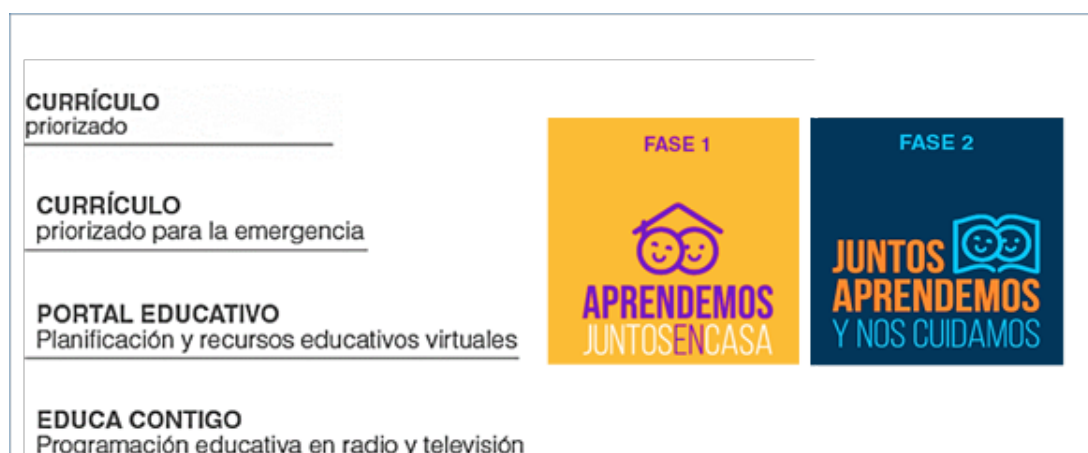 CURRÍCULO
priorizado
CURRÍCULO
priorizado para la emergencia
PORTAL EDUCATIVO
Planificación y recursos educativos virtuales
EDUCA CONTIGO
Programación educativa en radio y televisión
FASE 1
APRENDEMOS
JUNTOSENCASA
FASE 2
JUNTOS
APRENDEMOS
Y NOS CUIDAMOS